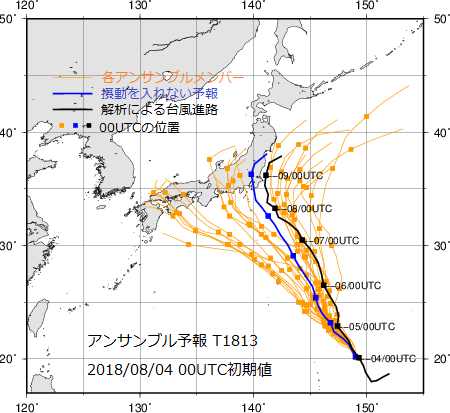 120° 130° 140° 150°
50° 50°
各アンサンブルメンバー
摂動を入れない予報
解析による台風進路
00UTCの位置
40° 40°
09/00UTC
08/00UTC
30° 07/00UTC 30°
06/00UTC
05/00UTC
アンサンブル予報 T1813
04/00UTC
20° 20°
2018/08/04 00UTC初期値
120° 130° 140° 150°